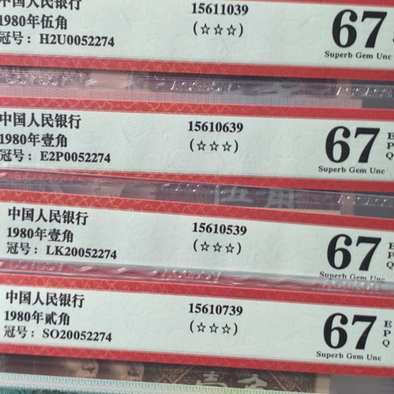 中国人民银行 15611039
1980年伍角 (☆☆☆) 67
冠号: H2U0052274 Superb Gem Unc
中国人民银行 15610639
1980年壹角 (☆☆☆) 67 EPQ
冠号: E2P0052274 Superb Gem Unc
中国人民银行 15610539
1980年壹角 (☆☆☆) 67 EPQ
冠号: LK20052274 Superb Gem Unc
中国人民银行 15610739
1980年贰角 (☆☆☆) 67 EPQ
冠号: SO20052274 Superb Gem Unc